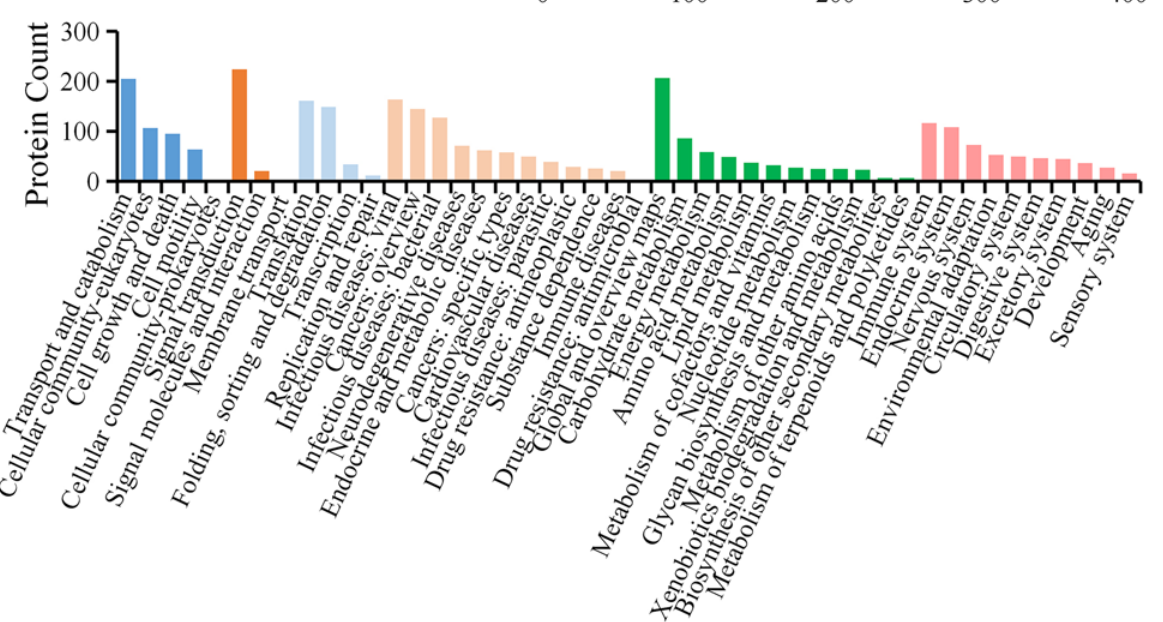 0 100 200 300 400
Protein Count
300
200
100
0
Transport and catabolism
Cellular community-eukaryotes
Cell growth and death
Cell motility
Cellular community-prokaryotes
Signal transduction
Signal molecules and interaction
Membrane transport
Translation
Folding, sorting and degradation
Transcription
Replication and repair
Infectious diseases: viral
Cancers: overview
Infectious diseases: bacterial
Neurodegenerative diseases
Endocrine and metabolic diseases
Cancers: specific types
Cardiovascular diseases
Infectious diseases: parasitic
Drug resistance: antineoplastic
Substance dependence
Immune diseases
Drug resistance: antimicrobial
Global and overview maps
Carbohydrate metabolism
Energy metabolism
Amino acid metabolism
Lipid metabolism
Metabolism of cofactors and vitamins
Nucleotide metabolism
Glycan biosynthesis and metabolism
Metabolism of other amino acids
Xenobiotics biodegradation and metabolism
Biosynthesis of other secondary metabolites
Metabolism of terpenoids and polyketides
Immune system
Endocrine system
Nervous system
Environmental adaptation
Circulatory system
Digestive system
Excretory system
Development
Aging
Sensory system